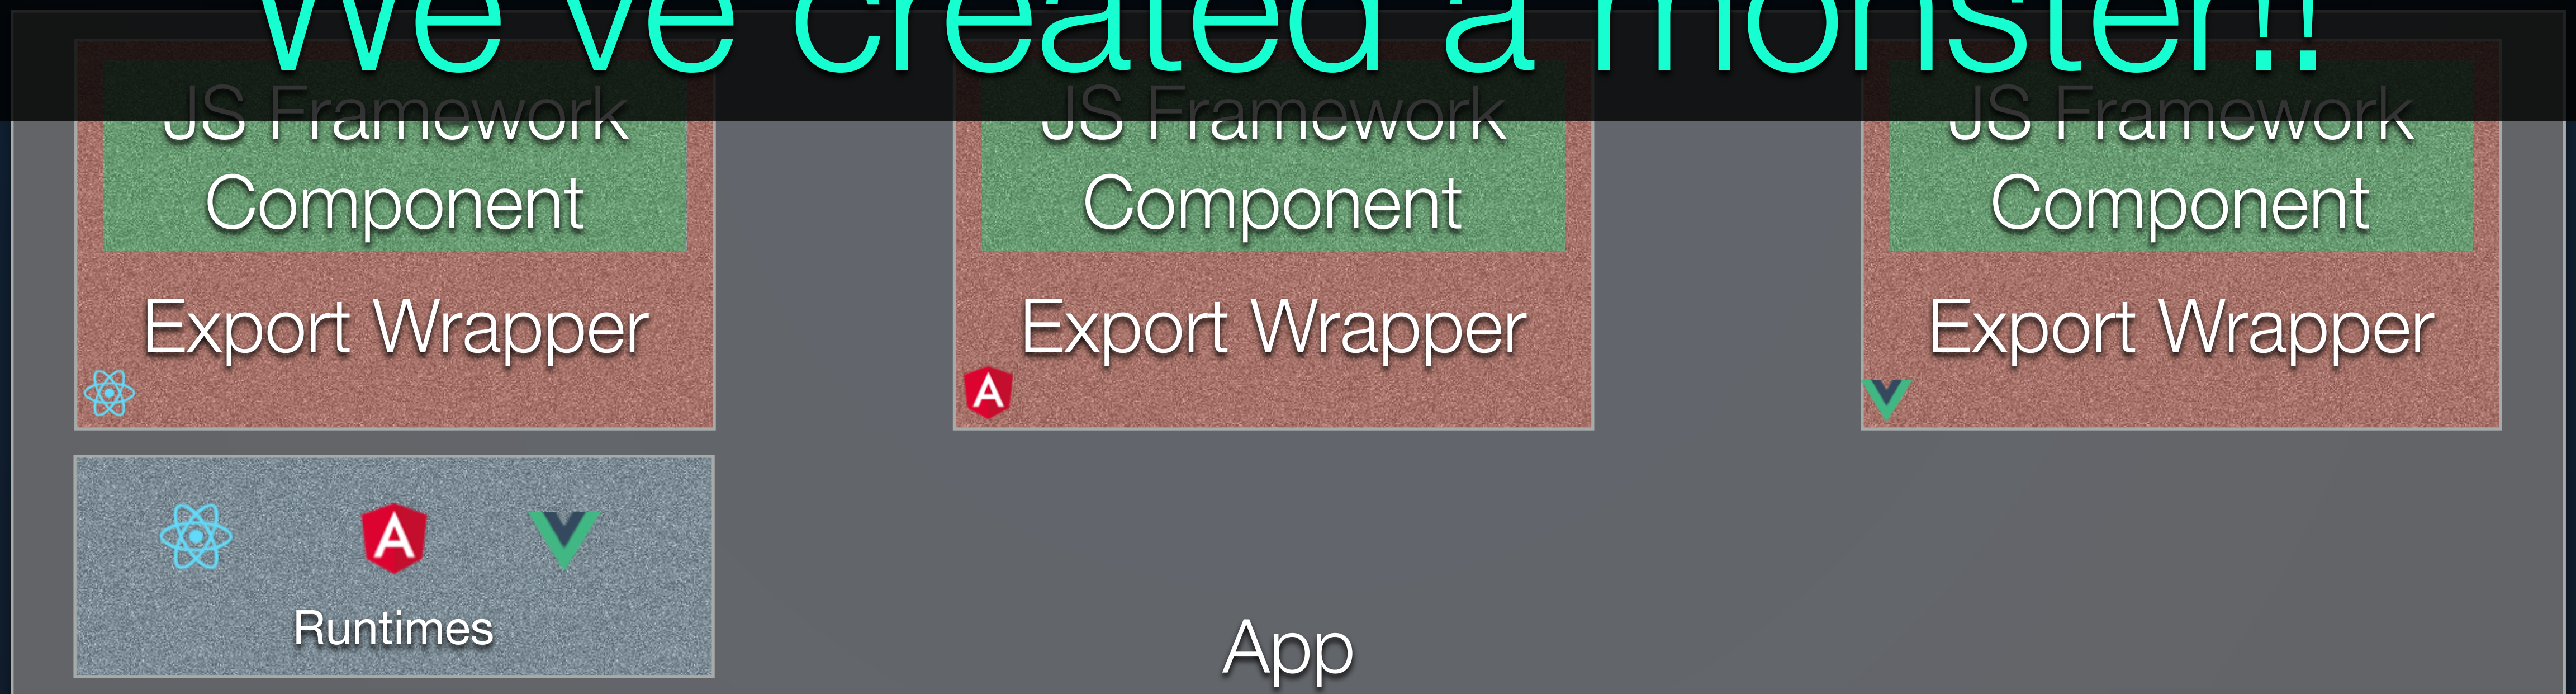 We've created a monster!!
JS Framework
Component
Export Wrapper
JS Framework
Component
Export Wrapper
JS Framework
Component
Export Wrapper
Runtimes
App